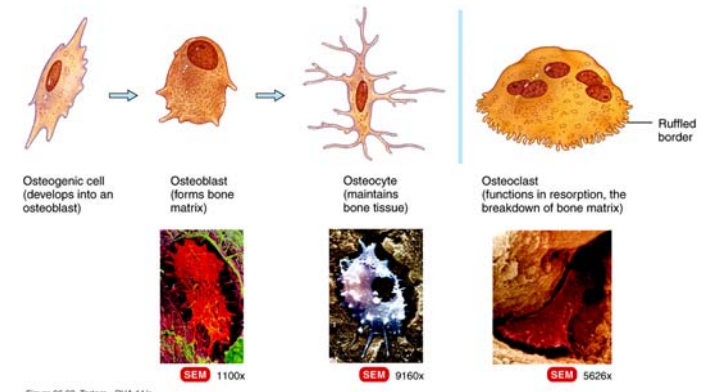 Ruffled
border
Osteogenic cell
(develops into an
osteoblast)
Osteoblast
(forms bone
matrix)
Osteocyte
(maintains
bone tissue)
Osteoclast
(functions in resorption, the
breakdown of bone matrix)
SEM 1100x
SEM 9160x
SEM 5626x